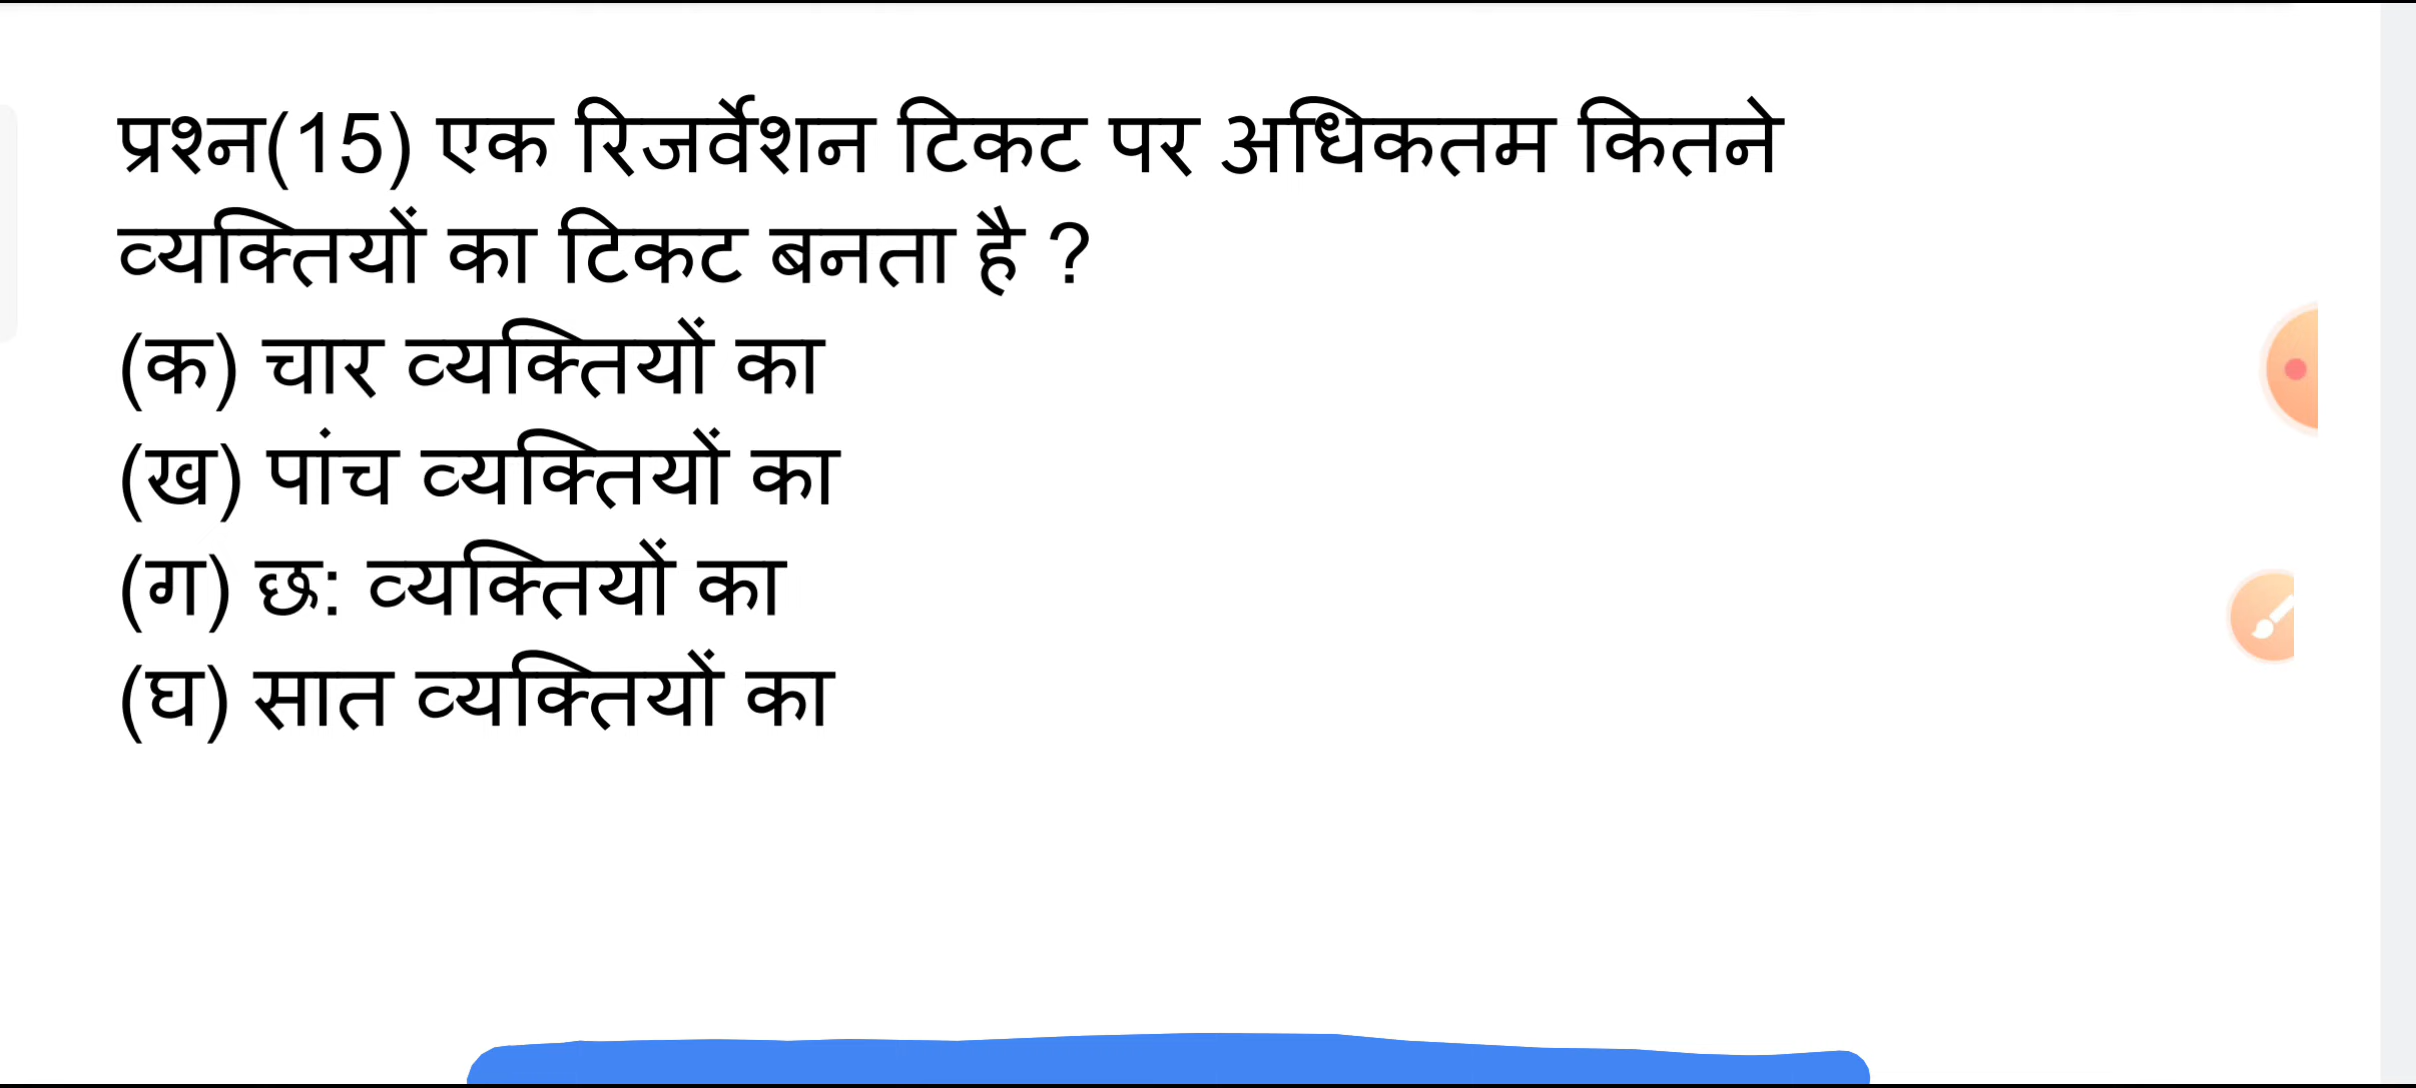 प्रश्न(15) एक रिजर्वेशन टिकट पर अधिकतम कितने
व्यक्तियों का टिकट बनता है ?
(क) चार व्यक्तियों का
(ख) पांच व्यक्तियों का
(ग) छ: व्यक्तियों का
(घ) सात व्यक्तियों का